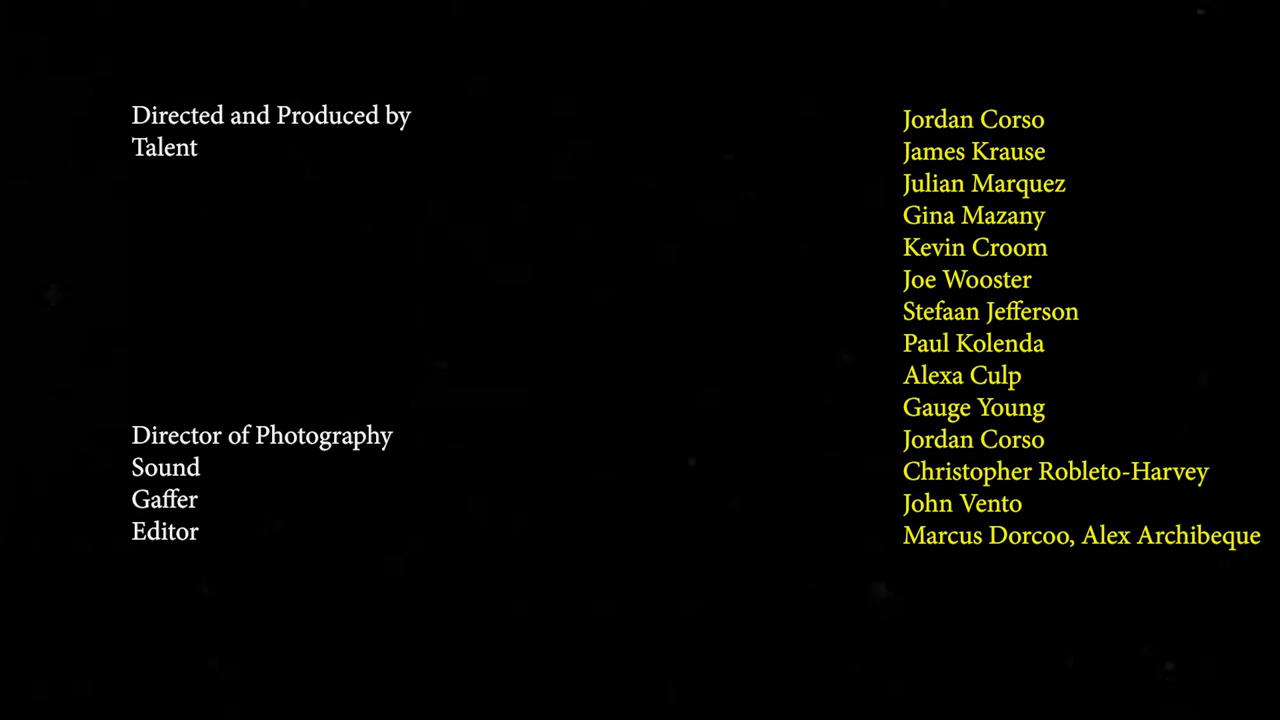 Directed and Produced by Jordan Corso
Talent James Krause
Julian Marquez
Gina Mazany
Kevin Croom
Joe Wooster
Stefaan Jefferson
Paul Kolenda
Alexa Culp
Gauge Young
Director of Photography Jordan Corso
Sound Christopher Robleto-Harvey
Gaffer John Vento
Editor Marcus Dorcoo, Alex Archibeque